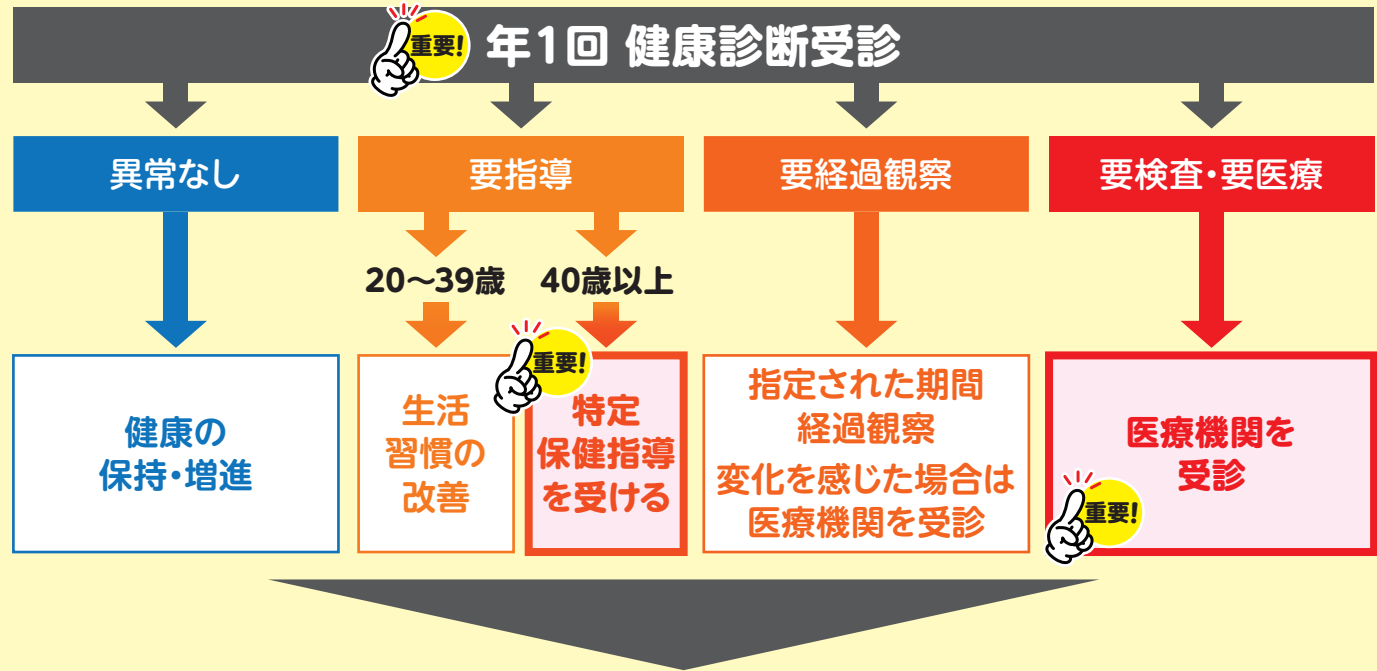 重要!
年1回 健康診断受診
異常なし
要指導
要経過観察
要検査・要医療
20〜39歳
40歳以上
健康の
保持・増進
生活
習慣の
改善
重要!
特定
保健指導
を受ける
指定された期間
経過観察
変化を感じた場合は
医療機関を受診
医療機関を
受診
重要!